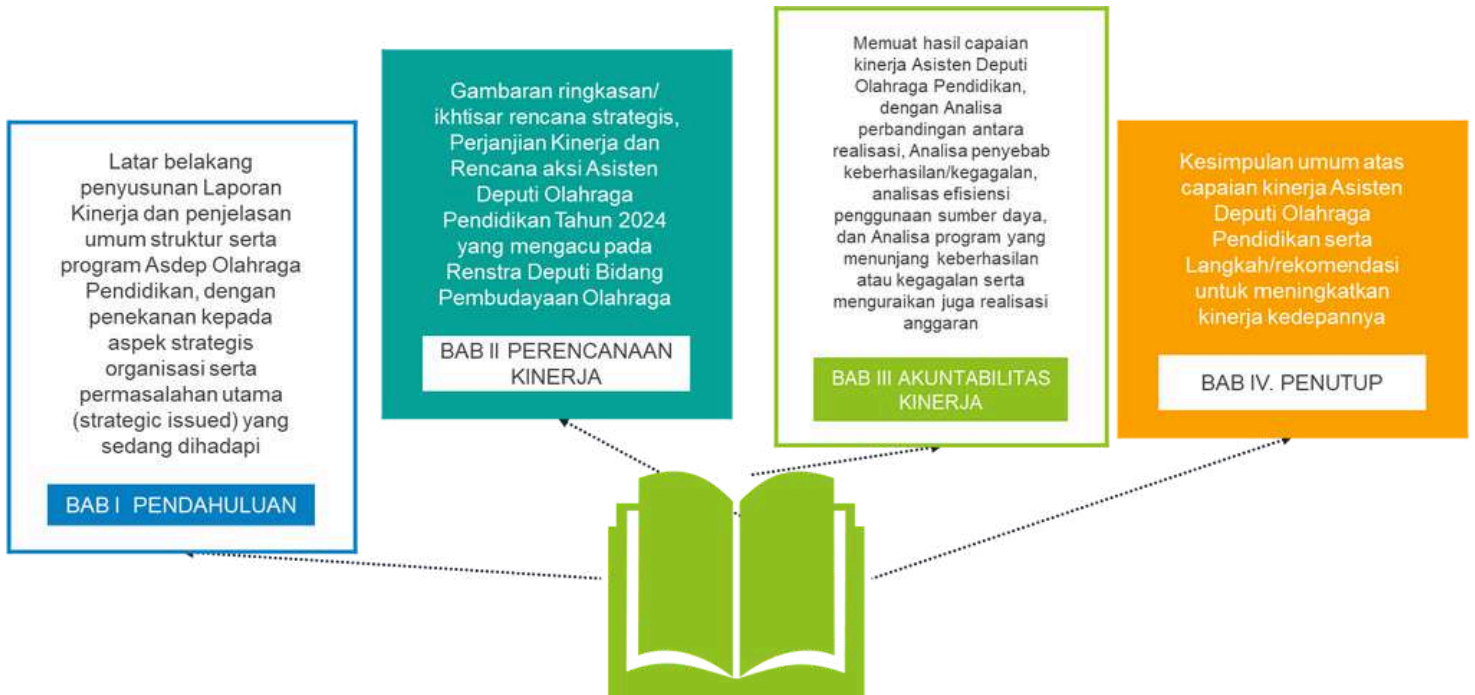 Latar belakang
penyusunan Laporan
Kinerja dan penjelasan
umum struktur serta
program Asdep Olahraga
Pendidikan, dengan
penekanan kepada
aspek strategis
organisasi serta
permasalahan utama
(strategic issued) yang
sedang dihadapi
BAB I PENDAHULUAN
Gambaran ringkasan/
ikhtisar rencana strategis,
Perjanjian Kinerja dan
Rencana aksi Asisten
Deputi Olahraga
Pendidikan Tahun 2024
yang mengacu pada
Renstra Deputi Bidang
Pembudayaan Olahraga
BAB II PERENCANAAN
KINERJA
Memuat hasil capaian
kinerja Asisten Deputi
Olahraga Pendidikan,
dengan Analisa
perbandingan antara
realisasi, Analisa penyebab
keberhasilan/kegagalan,
analisas efisiensi
penggunaan sumber daya,
dan Analisa program yang
menunjang keberhasilan
atau kegagalan serta
menguraikan juga realisasi
anggaran
BAB III AKUNTABILITAS
KINERJA
Kesimpulan umum atas
capaian kinerja Asisten
Deputi Olahraga
Pendidikan serta
Langkah/rekomendasi
untuk meningkatkan
kinerja kedepannya
BAB IV. PENUTUP